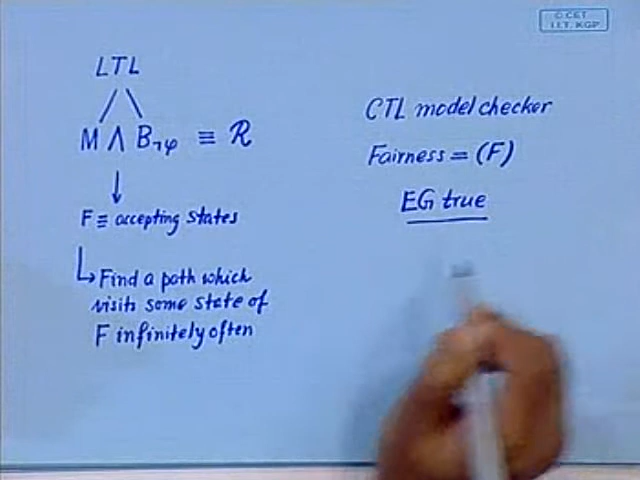 © CET
I.I.T. KGP
LTL
M ∧ B¬φ ≡ R
F ≡ accepting states
Find a path which
visits some state of
F infinitely often
CTL model checker
Fairness = (F)
EG true